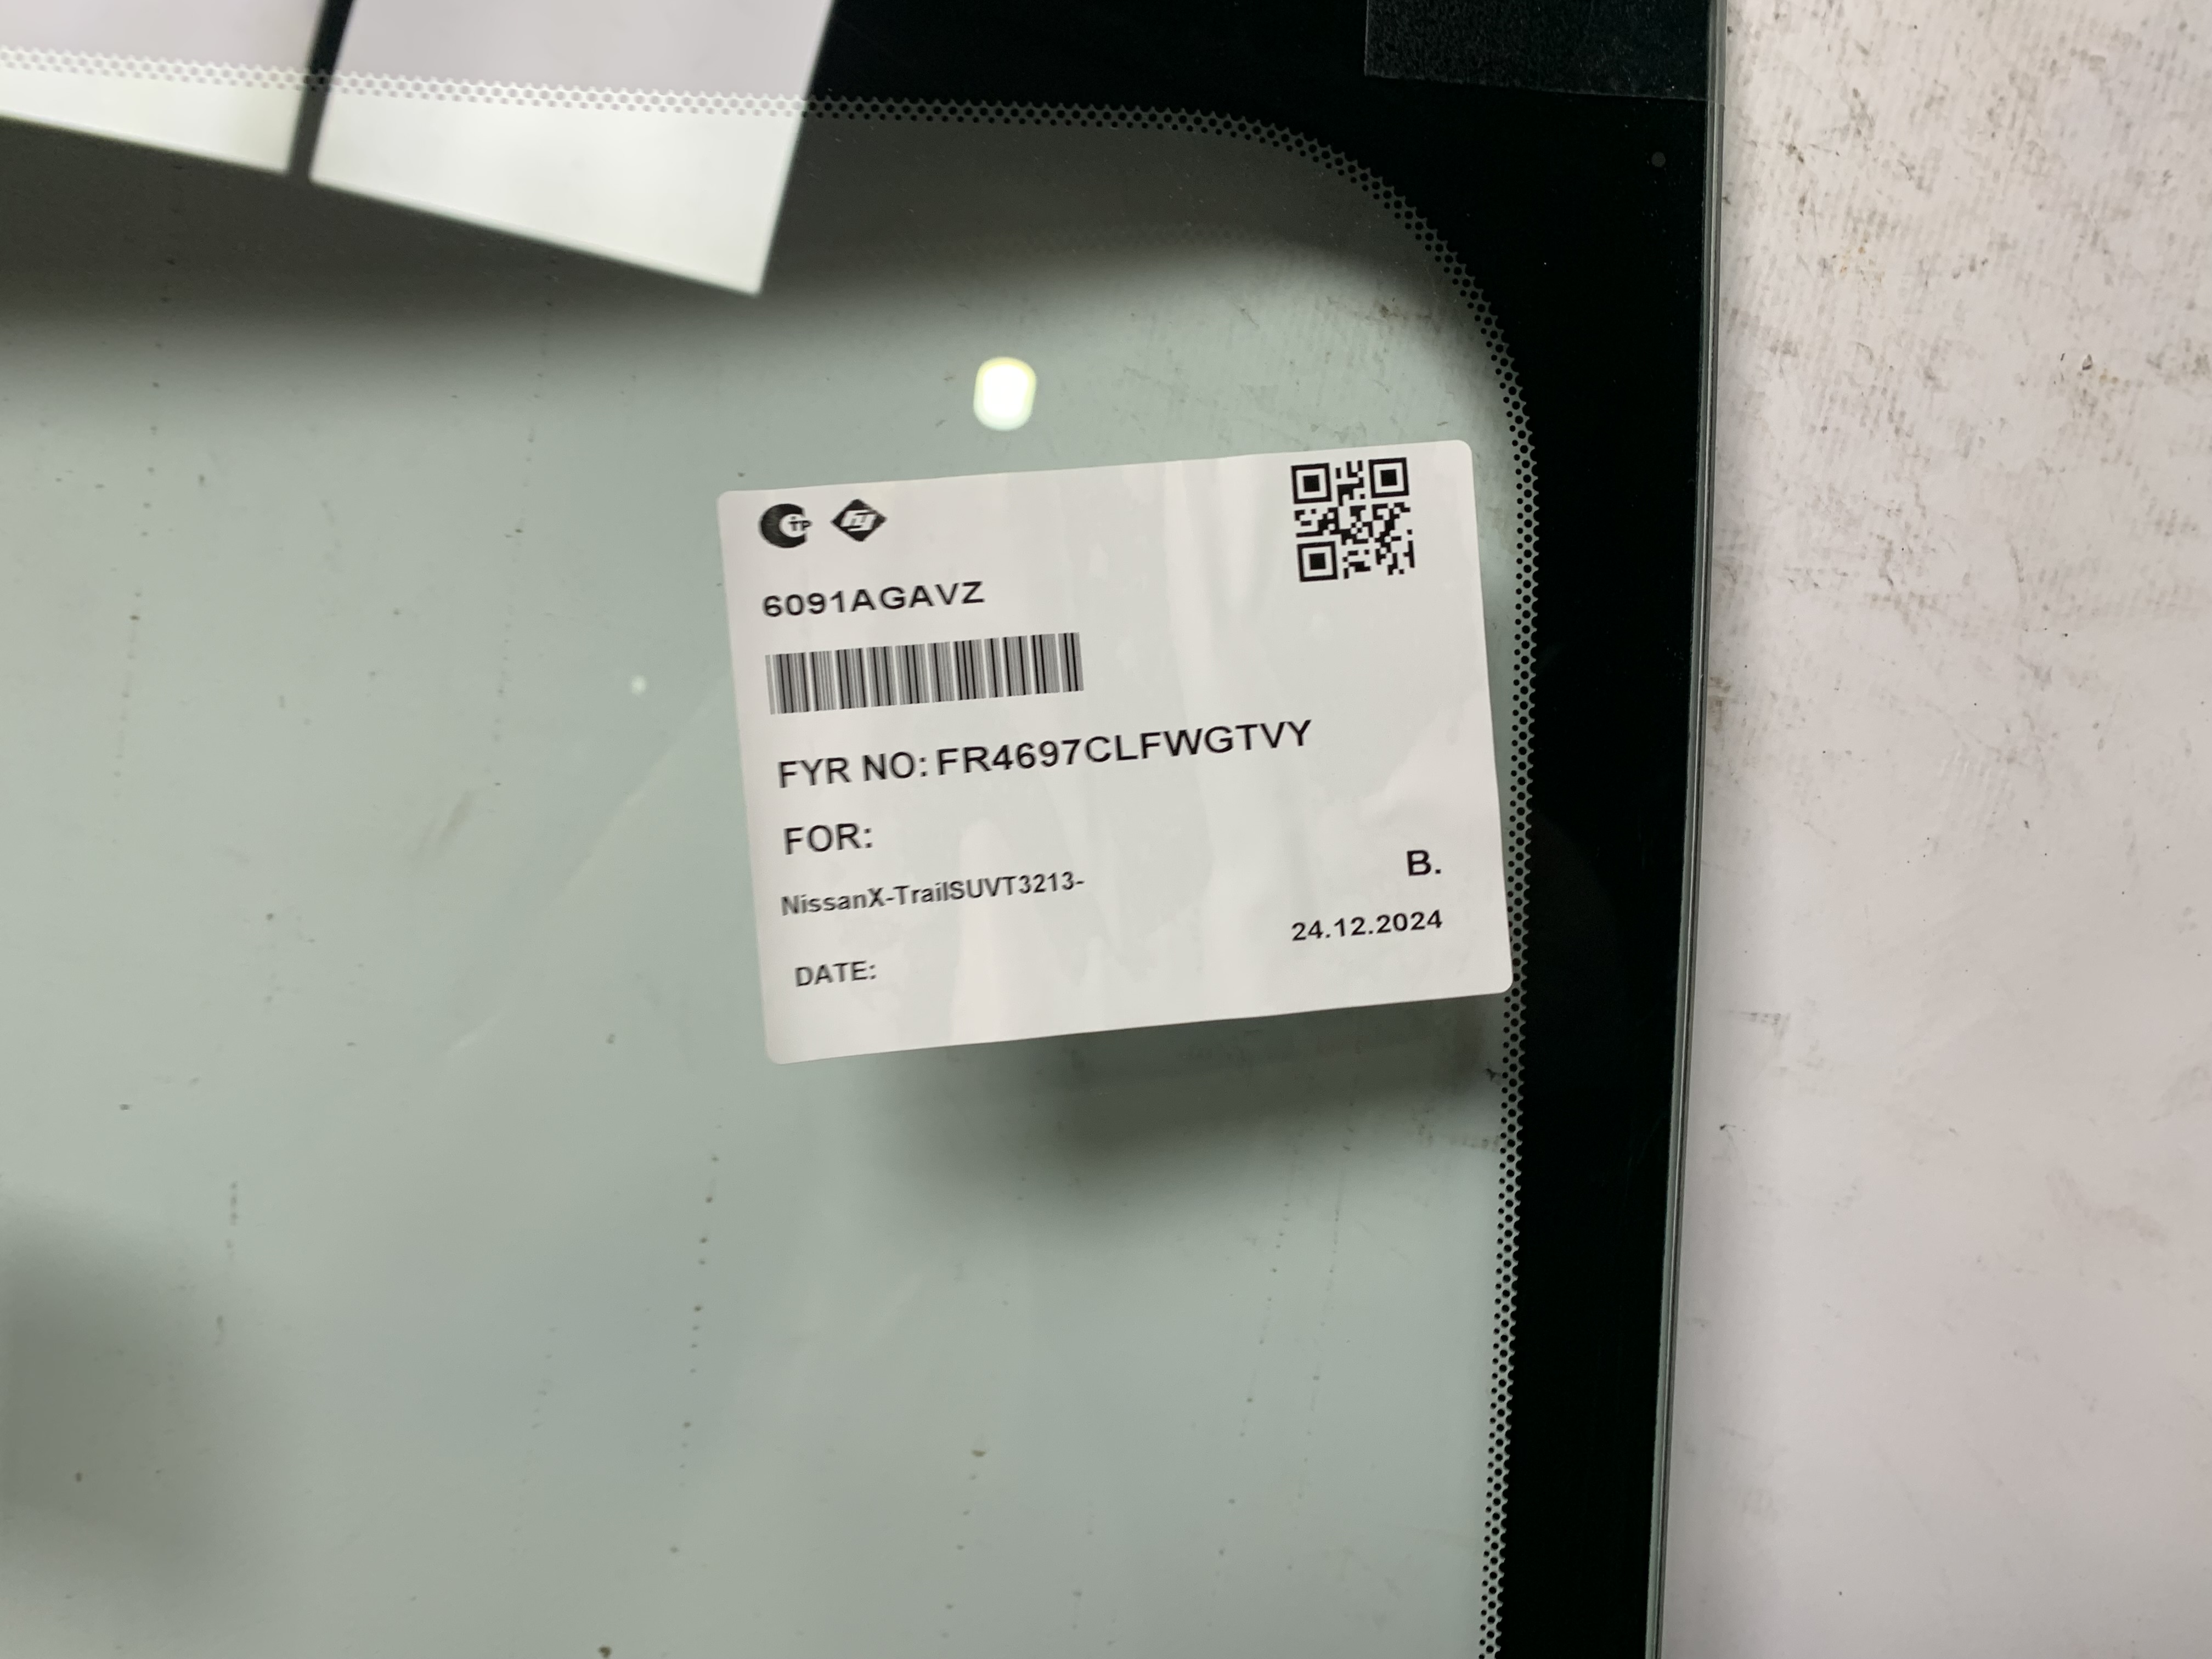 6091AGAVZ
FYR NO: FR4697CLFWGTVY
FOR:
NissanX-TrailSUVT3213-
B.
24.12.2024
DATE: